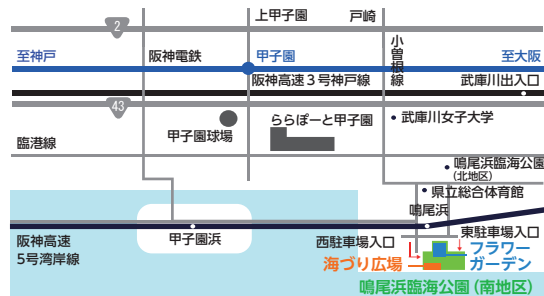 上甲子園
戸崎
2
至神戸
阪神電鉄
甲子園
小曽根線
至大阪
阪神高速3号神戸線
武庫川出入口
43
甲子園球場
ららぽーと甲子園
武庫川女子大学
臨港線
鳴尾浜臨海公園
(北地区)
県立総合体育館
鳴尾浜
阪神高速
5号湾岸線
甲子園浜
西駐車場入口
東駐車場入口
フラワー
ガーデン
海づり広場
鳴尾浜臨海公園(南地区)